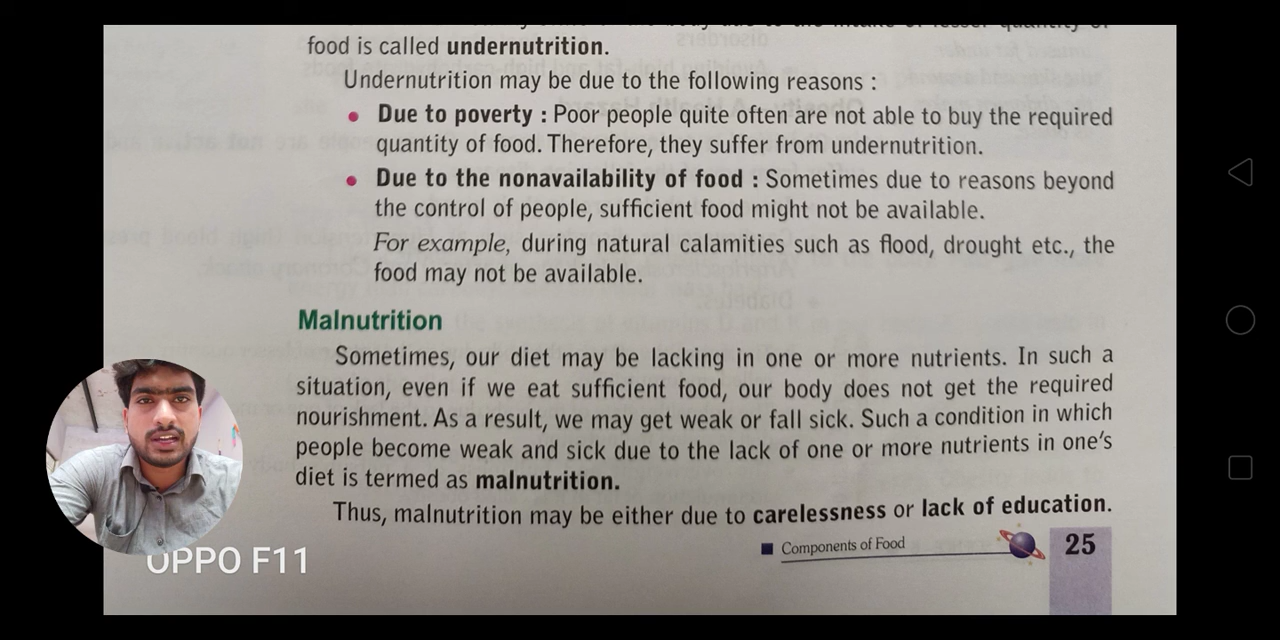 food is called undernutrition.
Undernutrition may be due to the following reasons :
• Due to poverty : Poor people quite often are not able to buy the required
quantity of food. Therefore, they suffer from undernutrition.
• Due to the nonavailability of food : Sometimes due to reasons beyond
the control of people, sufficient food might not be available.
For example, during natural calamities such as flood, drought etc., the
food may not be available.
Malnutrition
Sometimes, our diet may be lacking in one or more nutrients. In such a
situation, even if we eat sufficient food, our body does not get the required
nourishment. As a result, we may get weak or fall sick. Such a condition in which
people become weak and sick due to the lack of one or more nutrients in one's
diet is termed as malnutrition.
Thus, malnutrition may be either due to carelessness or lack of education.
■ Components of Food 25
OPPO F11